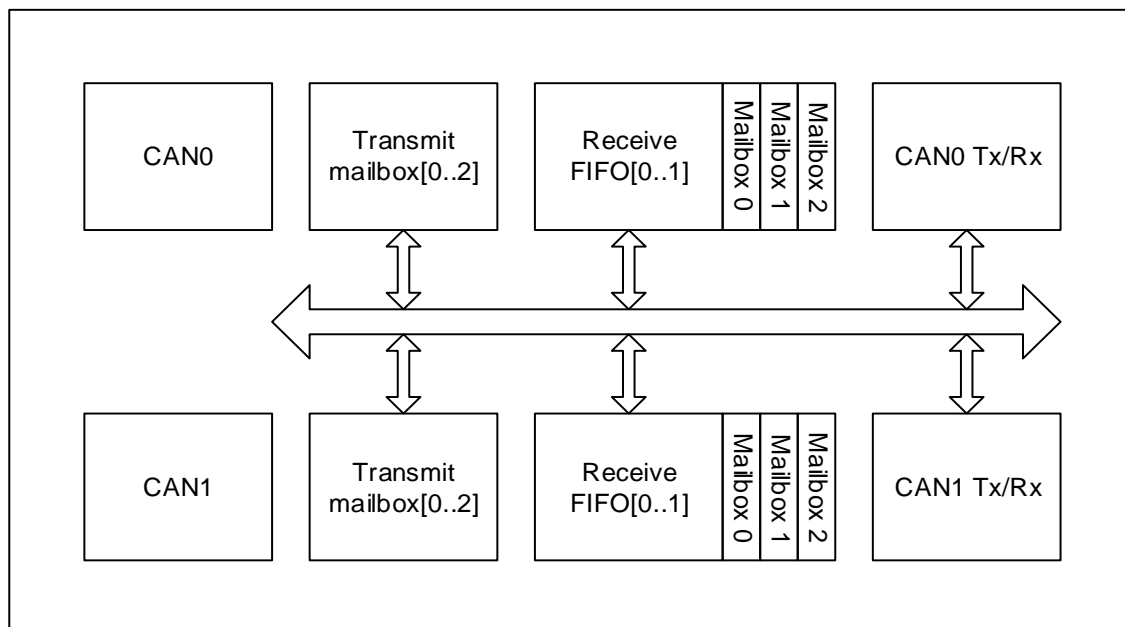 CAN0
Transmit
mailbox[0..2]
Receive
FIFO[0..1]
Mailbox 0
Mailbox 1
Mailbox 2
CAN0 Tx/Rx
CAN1
Transmit
mailbox[0..2]
Receive
FIFO[0..1]
Mailbox 0
Mailbox 1
Mailbox 2
CAN1 Tx/Rx